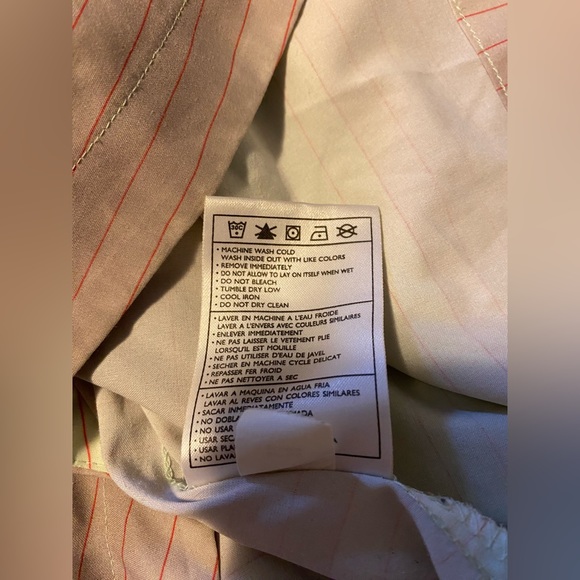 30C
• MACHINE WASH COLD
WASH INSIDE OUT WITH LIKE COLORS
• REMOVE IMMEDIATELY
• DO NOT ALLOW TO LAY ON ITSELF WHEN WET
• DO NOT BLEACH
• TUMBLE DRY LOW
• COOL IRON
• DO NOT DRY CLEAN
• LAVER EN MACHINE A L'EAU FROIDE
LAVER A L'ENVERS AVEC COULEURS SIMILAIRES
• ENLEVER IMMEDIATEMENT
• NE PAS LAISSER LE VETEMENT PLIE
LORSQU'IL EST MOUILLE
• NE PAS UTILISER D'EAU DE JAVEL
• SECHER EN MACHINE CYCLE DELICAT
• REPASSER FER FROID
• NE PAS NETTOYER A SEC
• LAVAR A MAQUINA EN AGUA FRIA
LAVAR AL REVES CON COLORES SIMILARES
• SACAR INMEDIATAMENTE
• NO
• NO USAR
• USAR
• USAR
• NO